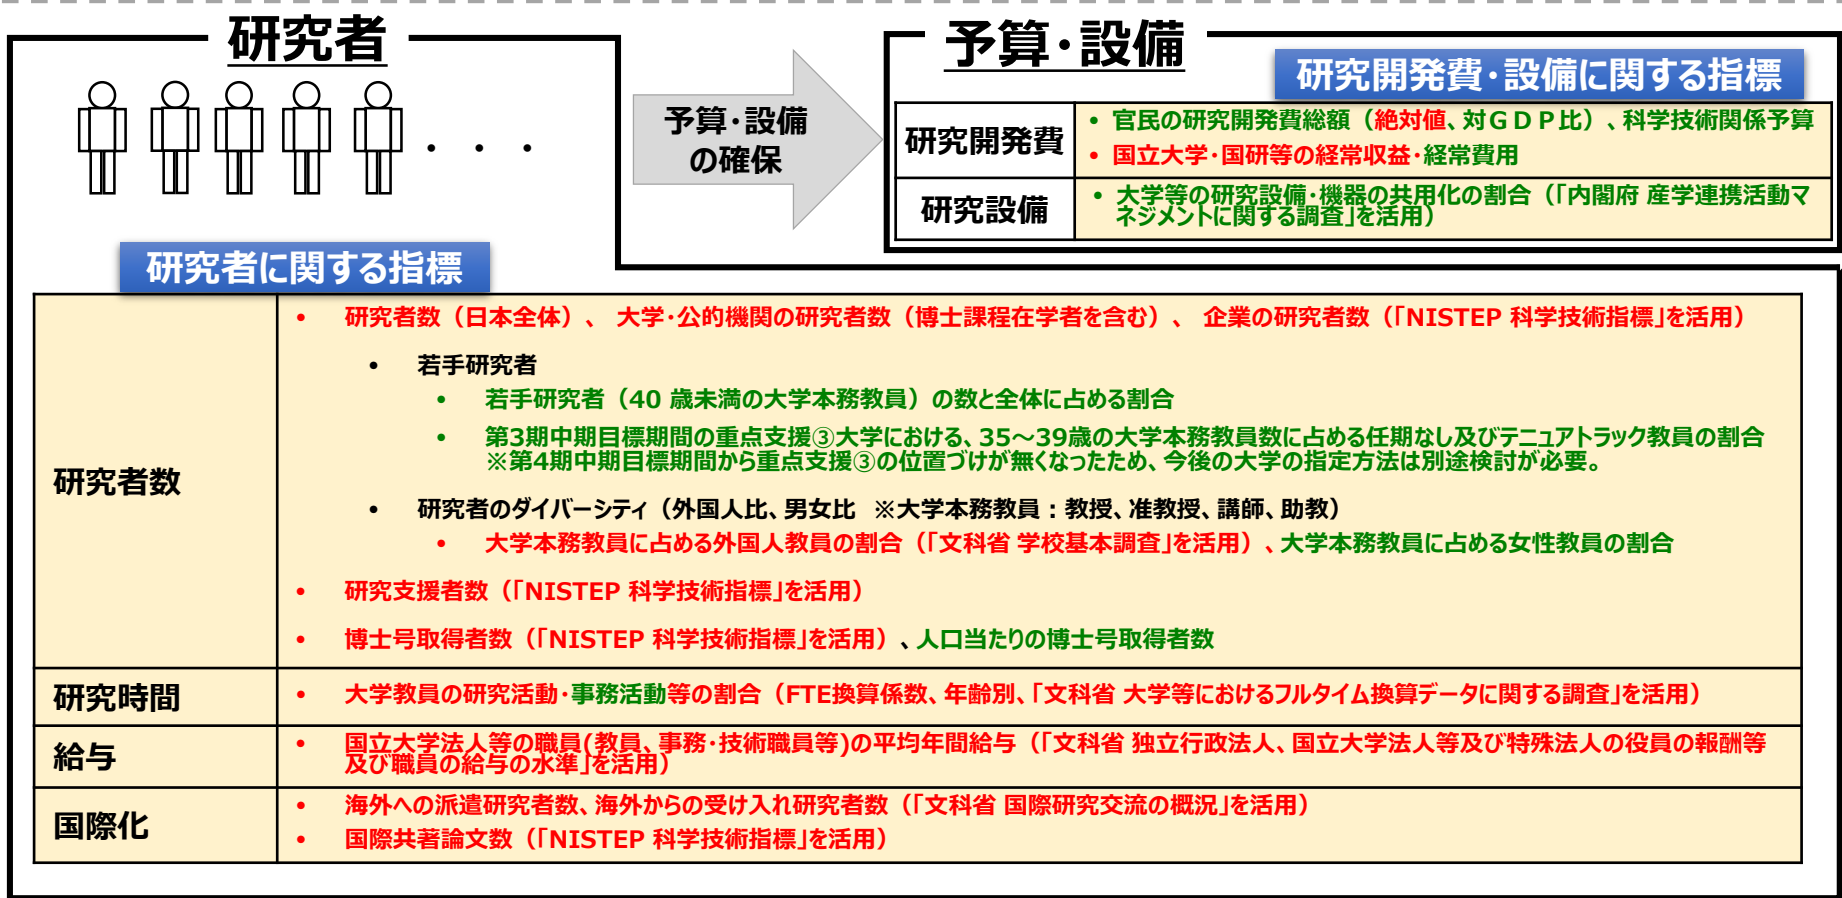 研究者
予算・設備
の確保
予算・設備
研究開発費・設備に関する指標
研究開発費
• 官民の研究開発費総額（絶対値、対ＧＤＰ比）、科学技術関係予算
• 国立大学・国研等の経常収益・経常費用
研究設備
• 大学等の研究設備・機器の共用化の割合（「内閣府 産学連携活動マ
ネジメントに関する調査」を活用）
研究者に関する指標
研究者数
• 研究者数（日本全体）、 大学・公的機関の研究者数（博士課程在学者を含む）、 企業の研究者数（「NISTEP 科学技術指標」を活用）
• 若手研究者
• 若手研究者（40 歳未満の大学本務教員）の数と全体に占める割合
• 第3期中期目標期間の重点支援③大学における、35～39歳の大学本務教員数に占める任期なし及びテニュアトラック教員の割合
※第4期中期目標期間から重点支援③の位置づけが無くなったため、今後の大学の指定方法は別途検討が必要。
• 研究者のダイバーシティ（外国人比、男女比 ※大学本務教員：教授、准教授、講師、助教）
• 大学本務教員に占める外国人教員の割合（「文科省 学校基本調査」を活用）、大学本務教員に占める女性教員の割合
• 研究支援者数（「NISTEP 科学技術指標」を活用）
• 博士号取得者数（「NISTEP 科学技術指標」を活用）、人口当たりの博士号取得者数
研究時間
• 大学教員の研究活動・事務活動等の割合（FTE換算係数、年齢別、「文科省 大学等におけるフルタイム換算データに関する調査」を活用）
給与
• 国立大学法人等の職員(教員、事務・技術職員等)の平均年間給与（「文科省 独立行政法人、国立大学法人等及び特殊法人の役員の報酬等
及び職員の給与の水準」を活用）
国際化
• 海外への派遣研究者数、海外からの受け入れ研究者数（「文科省 国際研究交流の概況」を活用）
• 国際共著論文数（「NISTEP 科学技術指標」を活用）